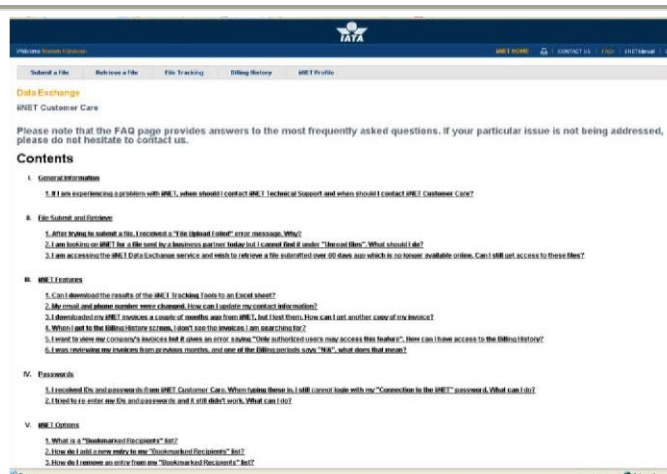 IATA
Welcome
IINET HOME | CONTACT US | FAQs |
Submit a File Retrieve a File File Tracking Billing History IINET Profile
Data Exchange
IINET Customer Care
Please note that the FAQ page provides answers to the most frequently asked questions. If your particular issue is not being addressed,
please do not hesitate to contact us.
Contents
I. General Information
1. If I am experiencing a problem with IINET, when should I contact IINET Technical Support and when should I contact IINET Customer Care?
II. File Submit and Retrieve
1. After trying to submit a file, I received a "File Upload Failed" error message. Why?
2. I am looking on IINET for a file sent by a business partner today but I cannot find it under "Unread files". What should I do?
3. I am accessing the IINET Data Exchange service and wish to retrieve a file submitted over 60 days ago which is no longer available online. Can I still get access to these files?
III. IINET Features
1. Can I download the results of the IINET Tracking Tools to an Excel sheet?
2. My email and phone number were changed. How can I update my contact information?
3. I downloaded my IINET invoices a couple of months ago from IINET, but I lost them. How can I get another copy of my invoice?
4. When I get to the Billing History screen, I don't see the invoices I am searching for?
5. I want to view my company's invoices but it gives an error saying "Only authorized users may access this feature". How can I have access to the Billing History?
6. I was reviewing my invoices from previous months, and one of the Billing periods says "N/A", what does that mean?
IV. Passwords
1. I received IDs and passwords from IINET Customer Care. When typing these in, I still cannot login with my "Connection to the IINET" password. What can I do?
2. I tried to re-enter my IDs and passwords and it still didn't work. What can I do?
V. IINET Options
1. What is a "Bookmarked Recipients" list?
2. How do I add a new entry to my "Bookmarked Recipients" list?
3. How do I remove an entry from my "Bookmarked Recipients" list?